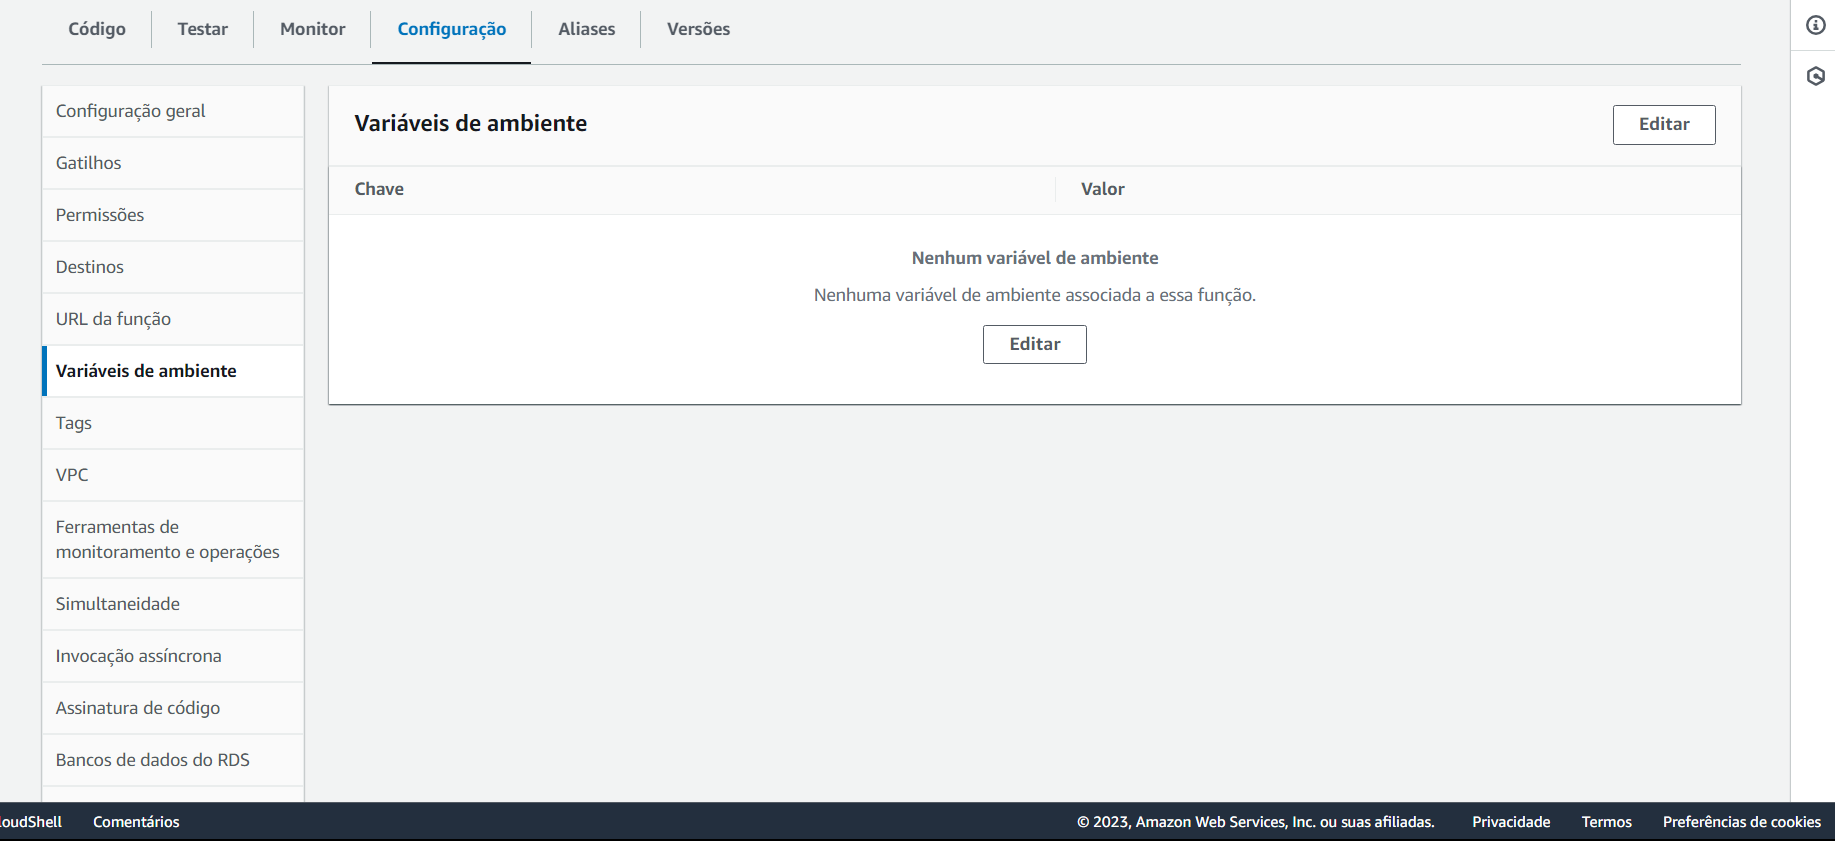 Código Testar Monitor Configuração Aliases Versões
Configuração geral
Gatilhos
Permissões
Destinos
URL da função
Variáveis de ambiente
Tags
VPC
Ferramentas de
monitoramento e operações
Simultaneidade
Invocação assíncrona
Assinatura de código
Bancos de dados do RDS
Variáveis de ambiente
Editar
Chave Valor
Nenhum variável de ambiente
Nenhuma variável de ambiente associada a essa função.
Editar
loudShell Comentários © 2023, Amazon Web Services, Inc. ou suas afiliadas. Privacidade Termos Preferências de cookies